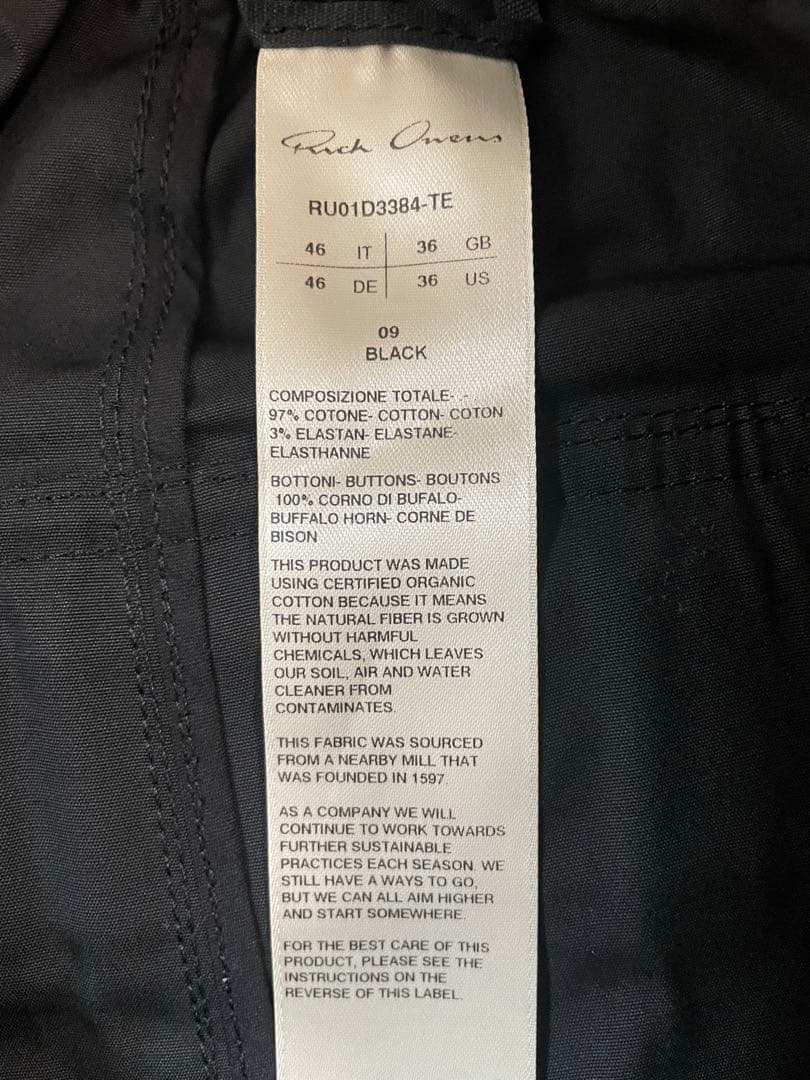 Rick Owens
RU01D3384-TE
46 IT 36 GB
46 DE 36 US
09
BLACK
COMPOSIZIONE TOTALE- .-
97% COTONE- COTTON- COTON
3% ELASTAN- ELASTANE-
ELASTHANNE
BOTTONI- BUTTONS- BOUTONS
100% CORNO DI BUFALO-
BUFFALO HORN- CORNE DE
BISON
THIS PRODUCT WAS MADE
USING CERTIFIED ORGANIC
COTTON BECAUSE IT MEANS
THE NATURAL FIBER IS GROWN
WITHOUT HARMFUL
CHEMICALS, WHICH LEAVES
OUR SOIL, AIR AND WATER
CLEANER FROM
CONTAMINATES.
THIS FABRIC WAS SOURCED
FROM A NEARBY MILL THAT
WAS FOUNDED IN 1597.
AS A COMPANY WE WILL
CONTINUE TO WORK TOWARDS
FURTHER SUSTAINABLE
PRACTICES EACH SEASON. WE
STILL HAVE A WAYS TO GO,
BUT WE CAN ALL AIM HIGHER
AND START SOMEWHERE.
FOR THE BEST CARE OF THIS
PRODUCT, PLEASE SEE THE
INSTRUCTIONS ON THE
REVERSE OF THIS LABEL.